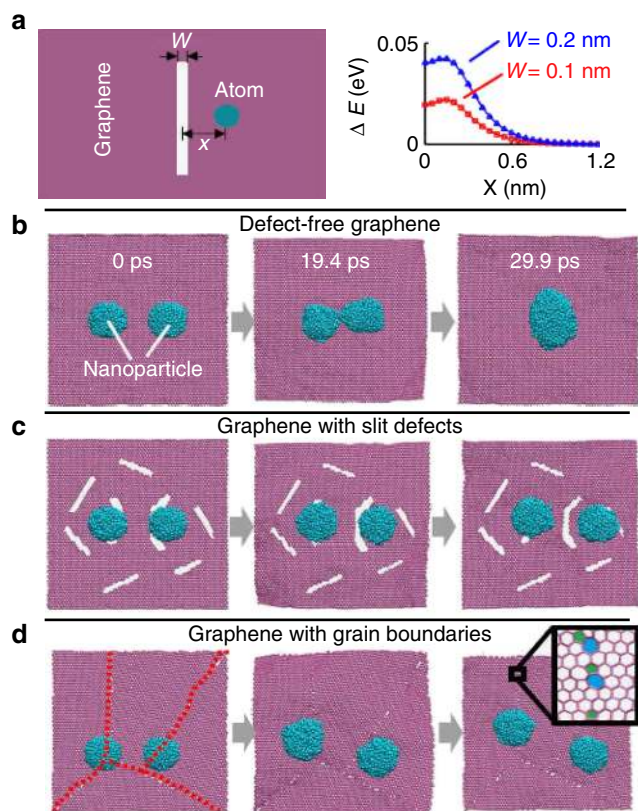 a
W
Graphene
Atom
x
Δ E (eV)
0.05
0
W = 0.2 nm
W = 0.1 nm
0 0.6 1.2
X (nm)
b
Defect-free graphene
0 ps
19.4 ps
29.9 ps
Nanoparticle
c
Graphene with slit defects
d
Graphene with grain boundaries